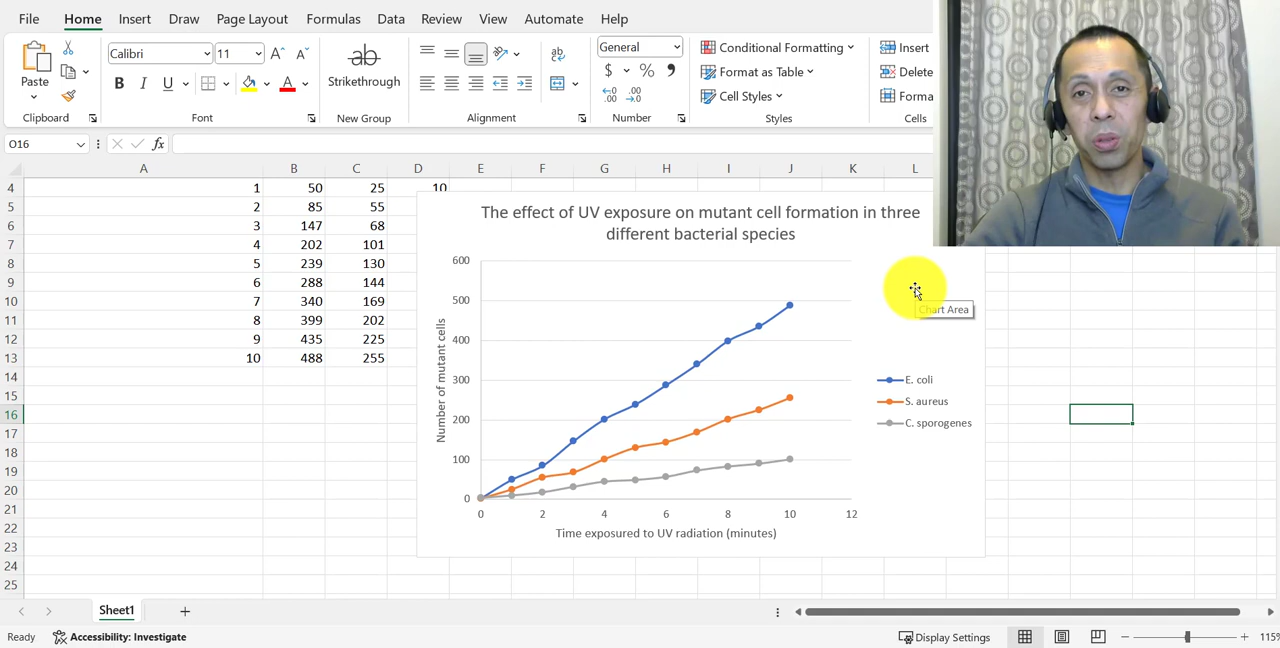 File Home Insert Draw Page Layout Formulas Data Review View Automate Help
Paste
Clipboard
Calibri 11
B I U
Font
ab
Strikethrough
New Group
Alignment
General
$ % 9
.00
Number
Conditional Formatting
Format as Table
Cell Styles
Styles
Insert
Delete
Forma
Cells
O16 fx
A B C D E F G H I J K L
4 1 50 25 10
5 2 85 55
6 3 147 68
7 4 202 101
8 5 239 130
9 6 288 144
10 7 340 169
11 8 399 202
12 9 435 225
13 10 488 255
14
15
16
17
18
19
20
21
22
23
24
25
The effect of UV exposure on mutant cell formation in three
different bacterial species
Number of mutant cells
600
500
400
300
200
100
0
0 2 4 6 8 10 12
Time exposured to UV radiation (minutes)
Chart Area
E. coli
S. aureus
C. sporogenes
Sheet1
Ready Accessibility: Investigate Display Settings 115%